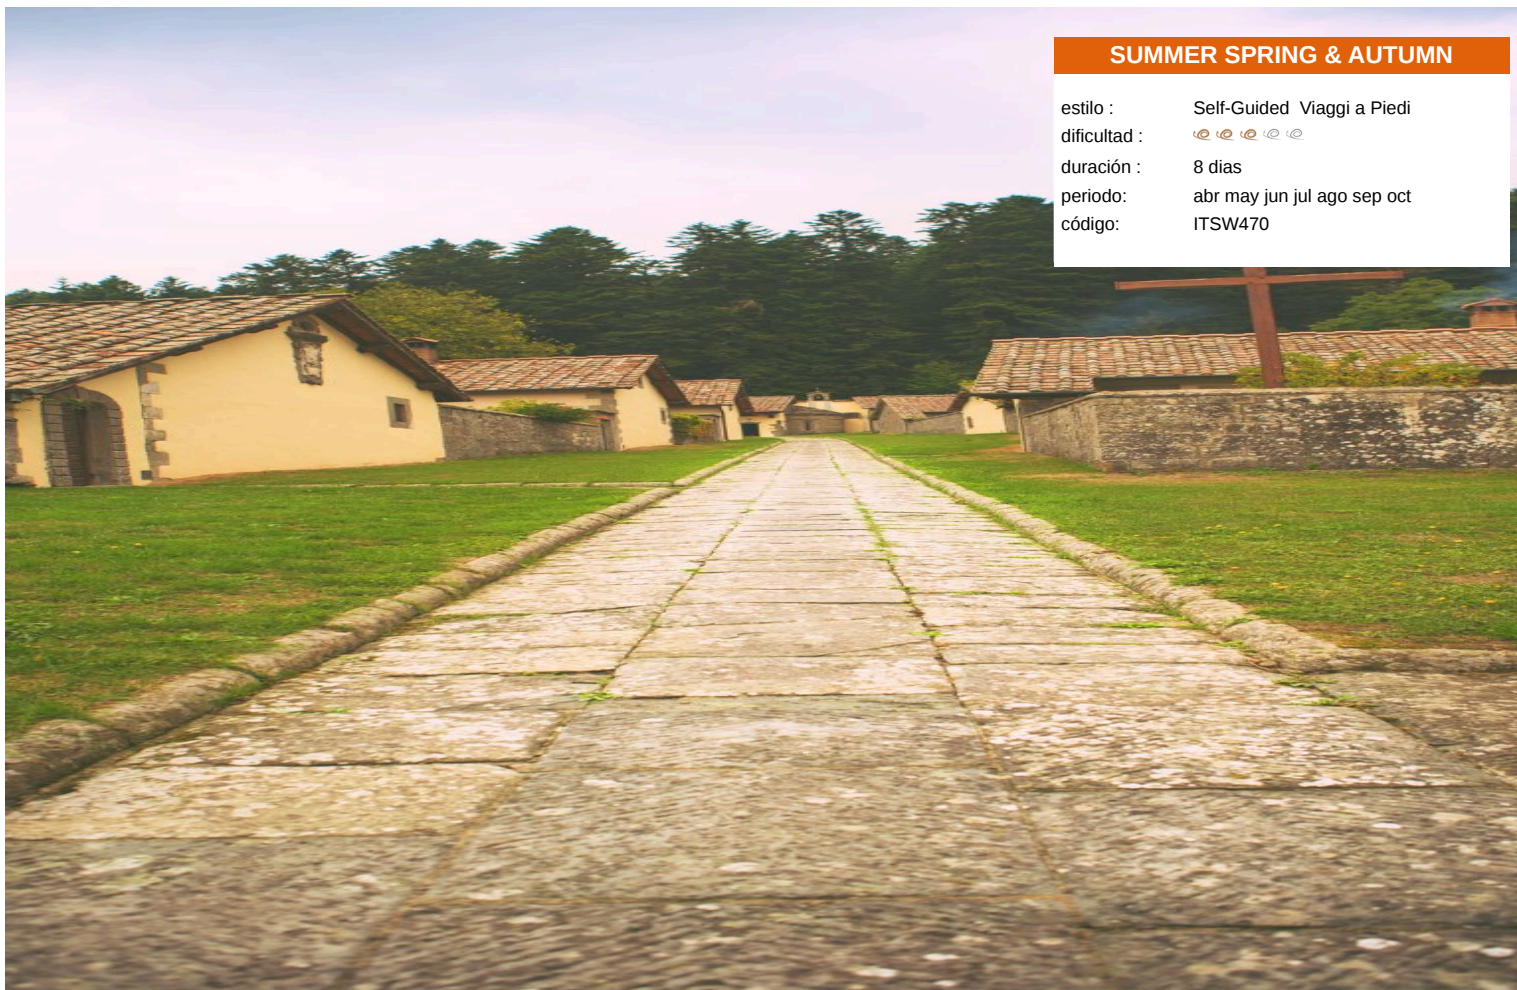 SUMMER SPRING & AUTUMN
estilo : Self-Guided  Viaggi a Piedi
dificultad :
duración : 8 dias
periodo: abr may jun jul ago sep oct
código: ITSW470